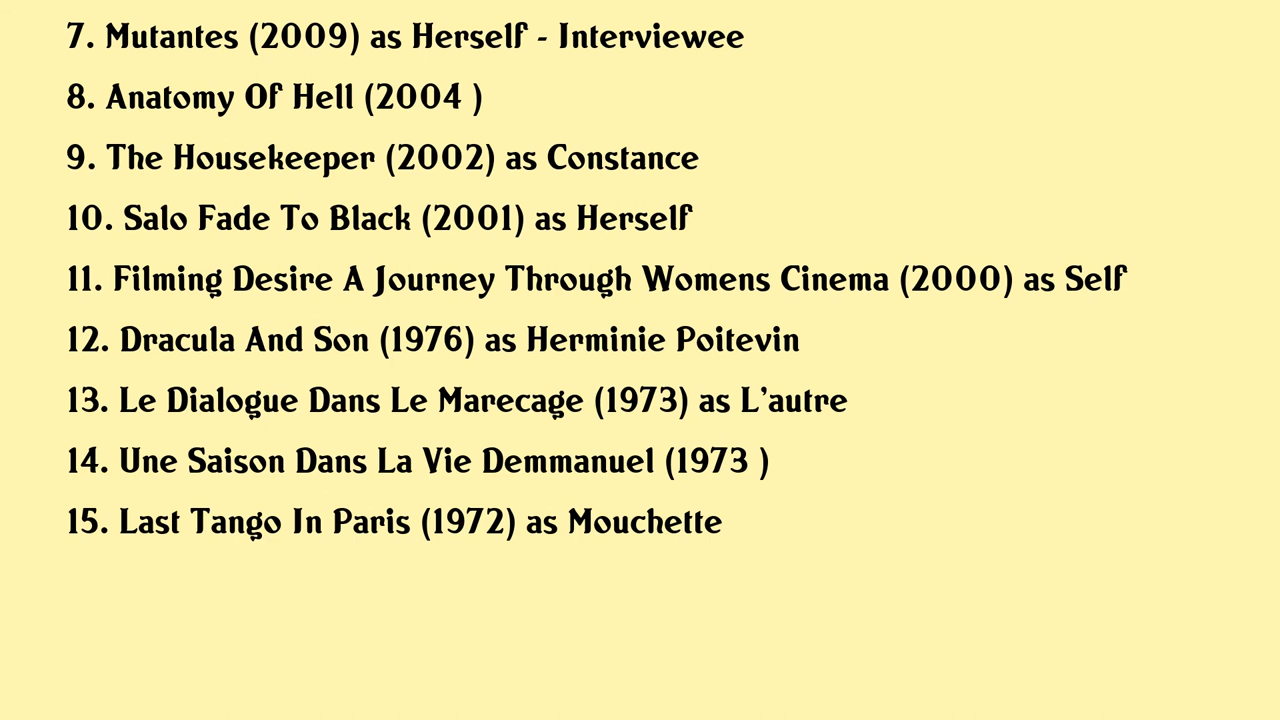 7. Mutantes (2009) as Herself - Interviewee
8. Anatomy Of Hell (2004 )
9. The Housekeeper (2002) as Constance
10. Salo Fade To Black (2001) as Herself
11. Filming Desire A Journey Through Womens Cinema (2000) as Self
12. Dracula And Son (1976) as Herminie Poitevin
13. Le Dialogue Dans Le Marecage (1973) as L'autre
14. Une Saison Dans La Vie Demmanuel (1973 )
15. Last Tango In Paris (1972) as Mouchette